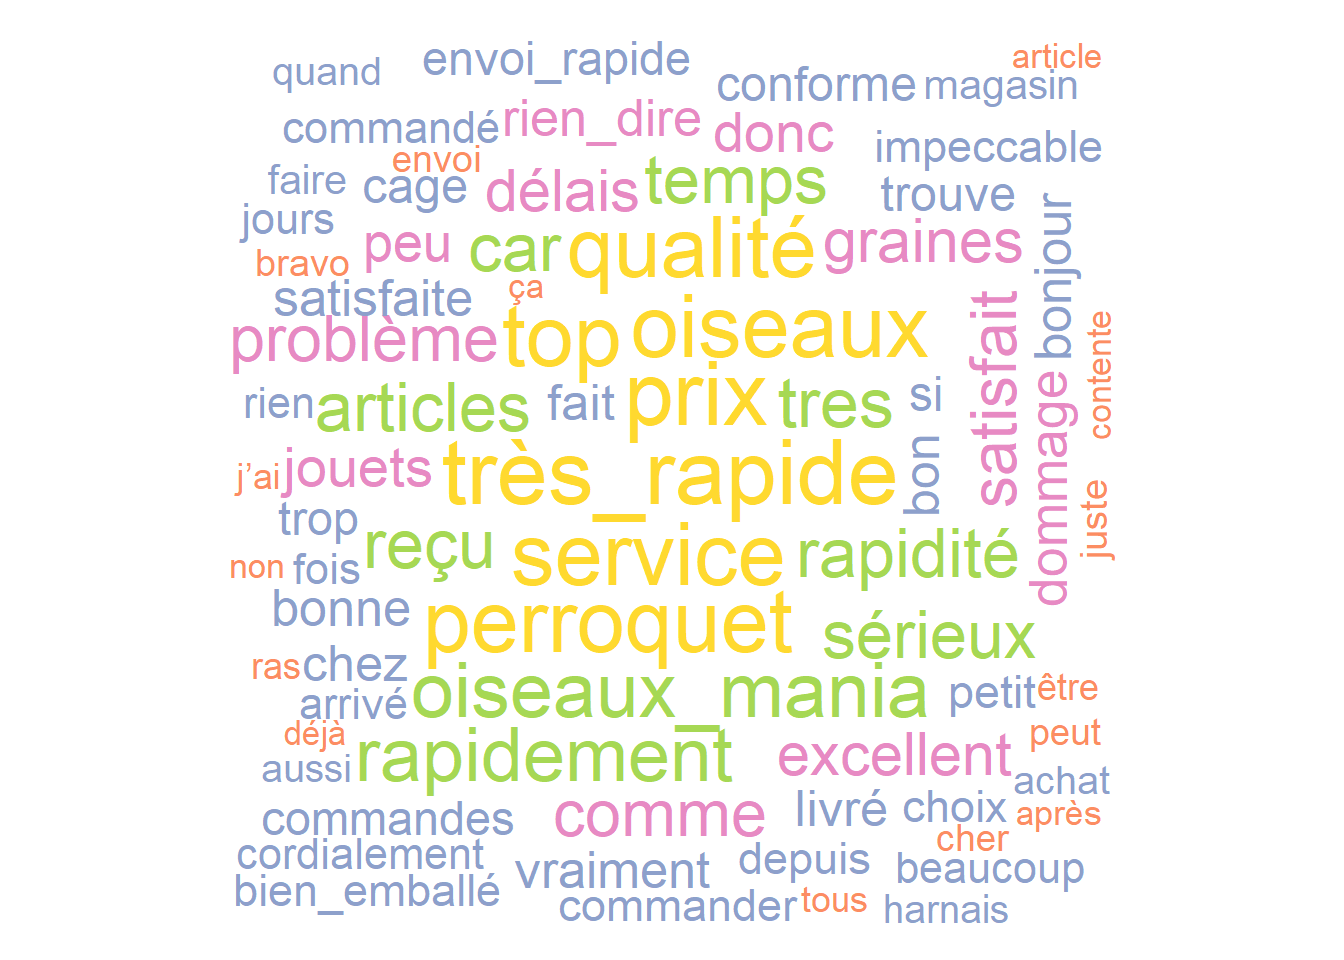 quand envoi_rapide article
conforme magasin
commandé rien_dire donc impeccable
envoi
faire cage délais temps trouve
jours peu car qualité graines bonjour
bravo
satisfaite ça
problème top oiseaux satisfait contente
rien articles fait prix tres si dommage
j’ai jouets très_rapide bon
trop reçu service rapidité juste
non fois
bonne perroquet sérieux
ras chez
arrivé oiseaux_mania petit être
déjà
aussi rapidement excellent peut
achat
commandes comme livré choix après
cher
cordialement vraiment depuis beaucoup
bien_emballé commander tous harnais